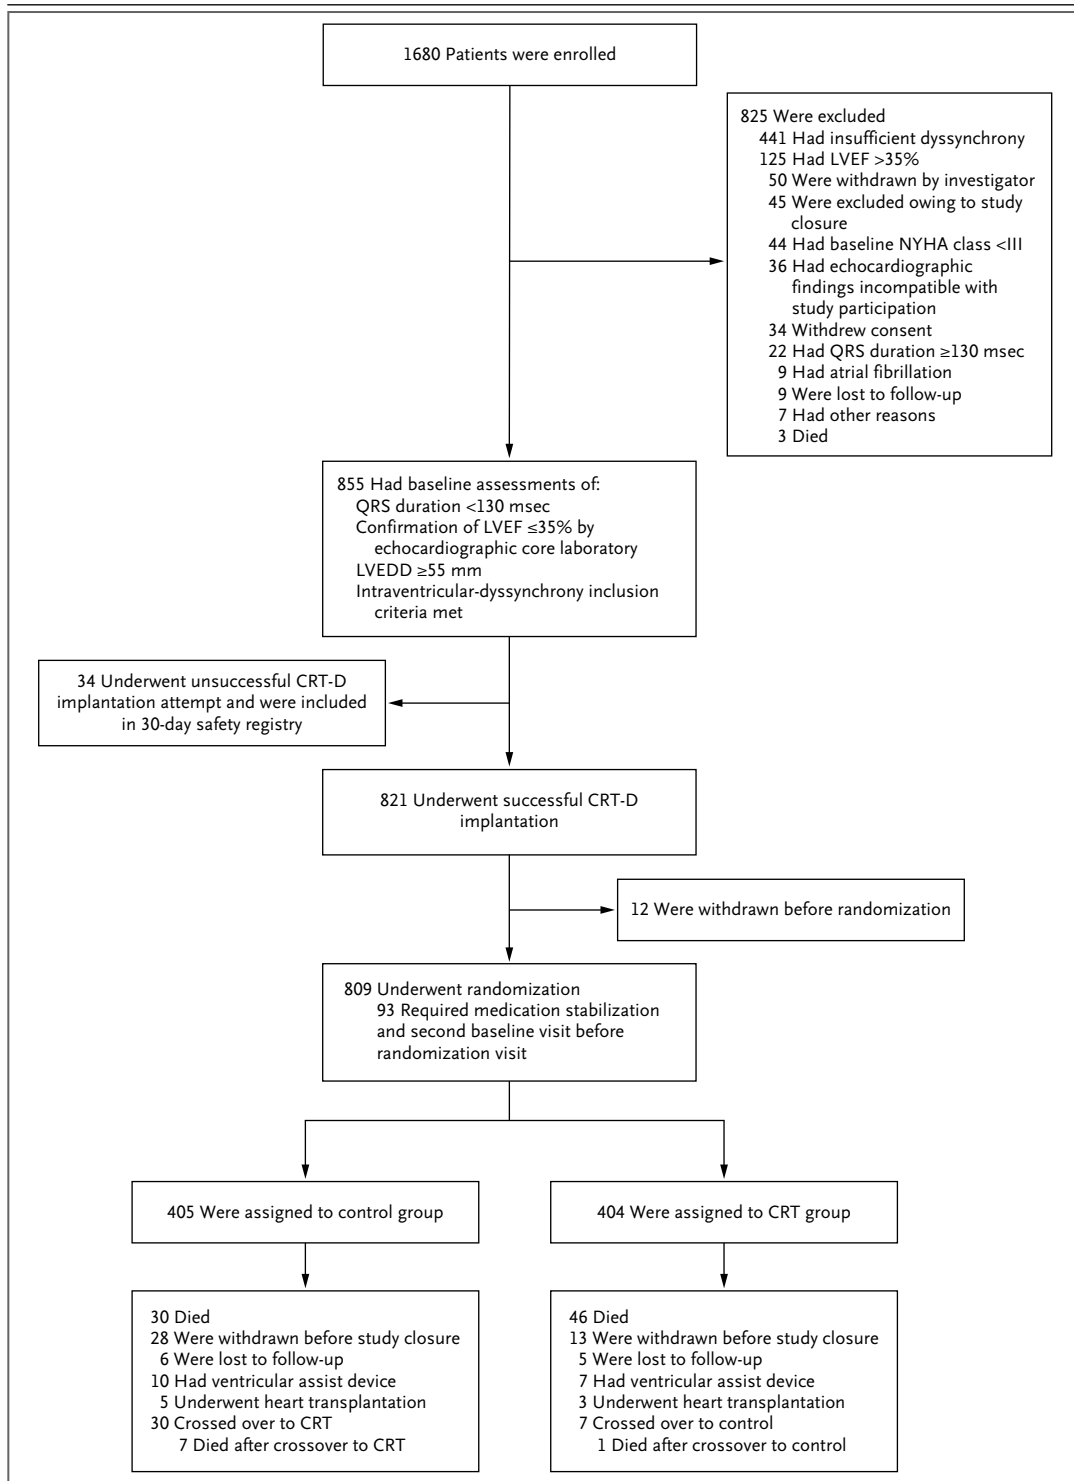 1680 Patients were enrolled
825 Were excluded
441 Had insufficient dyssynchrony
125 Had LVEF >35%
50 Were withdrawn by investigator
45 Were excluded owing to study
closure
44 Had baseline NYHA class <III
36 Had echocardiographic
findings incompatible with
study participation
34 Withdrew consent
22 Had QRS duration ≥130 msec
9 Had atrial fibrillation
9 Were lost to follow-up
7 Had other reasons
3 Died
855 Had baseline assessments of:
QRS duration <130 msec
Confirmation of LVEF ≤35% by
echocardiographic core laboratory
LVEDD ≥55 mm
Intraventricular-dyssynchrony inclusion
criteria met
34 Underwent unsuccessful CRT-D
implantation attempt and were included
in 30-day safety registry
821 Underwent successful CRT-D
implantation
12 Were withdrawn before randomization
809 Underwent randomization
93 Required medication stabilization
and second baseline visit before
randomization visit
405 Were assigned to control group
404 Were assigned to CRT group
30 Died
28 Were withdrawn before study closure
6 Were lost to follow-up
10 Had ventricular assist device
5 Underwent heart transplantation
30 Crossed over to CRT
7 Died after crossover to CRT
46 Died
13 Were withdrawn before study closure
5 Were lost to follow-up
7 Had ventricular assist device
3 Underwent heart transplantation
7 Crossed over to control
1 Died after crossover to control